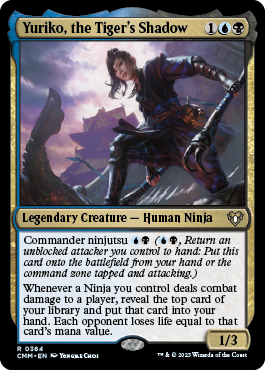 Yuriko, the Tiger's Shadow 1
Legendary Creature — Human Ninja
Commander ninjutsu (, Return an
unblocked attacker you control to hand: Put this
card onto the battlefield from your hand or the
command zone tapped and attacking.)
Whenever a Ninja you control deals combat
damage to a player, reveal the top card of
your library and put that card into your
hand. Each opponent loses life equal to that
card's mana value.
1/3
R 0364
CMM • EN Yongjae Choi
™ & © 2023 Wizards of the Coast